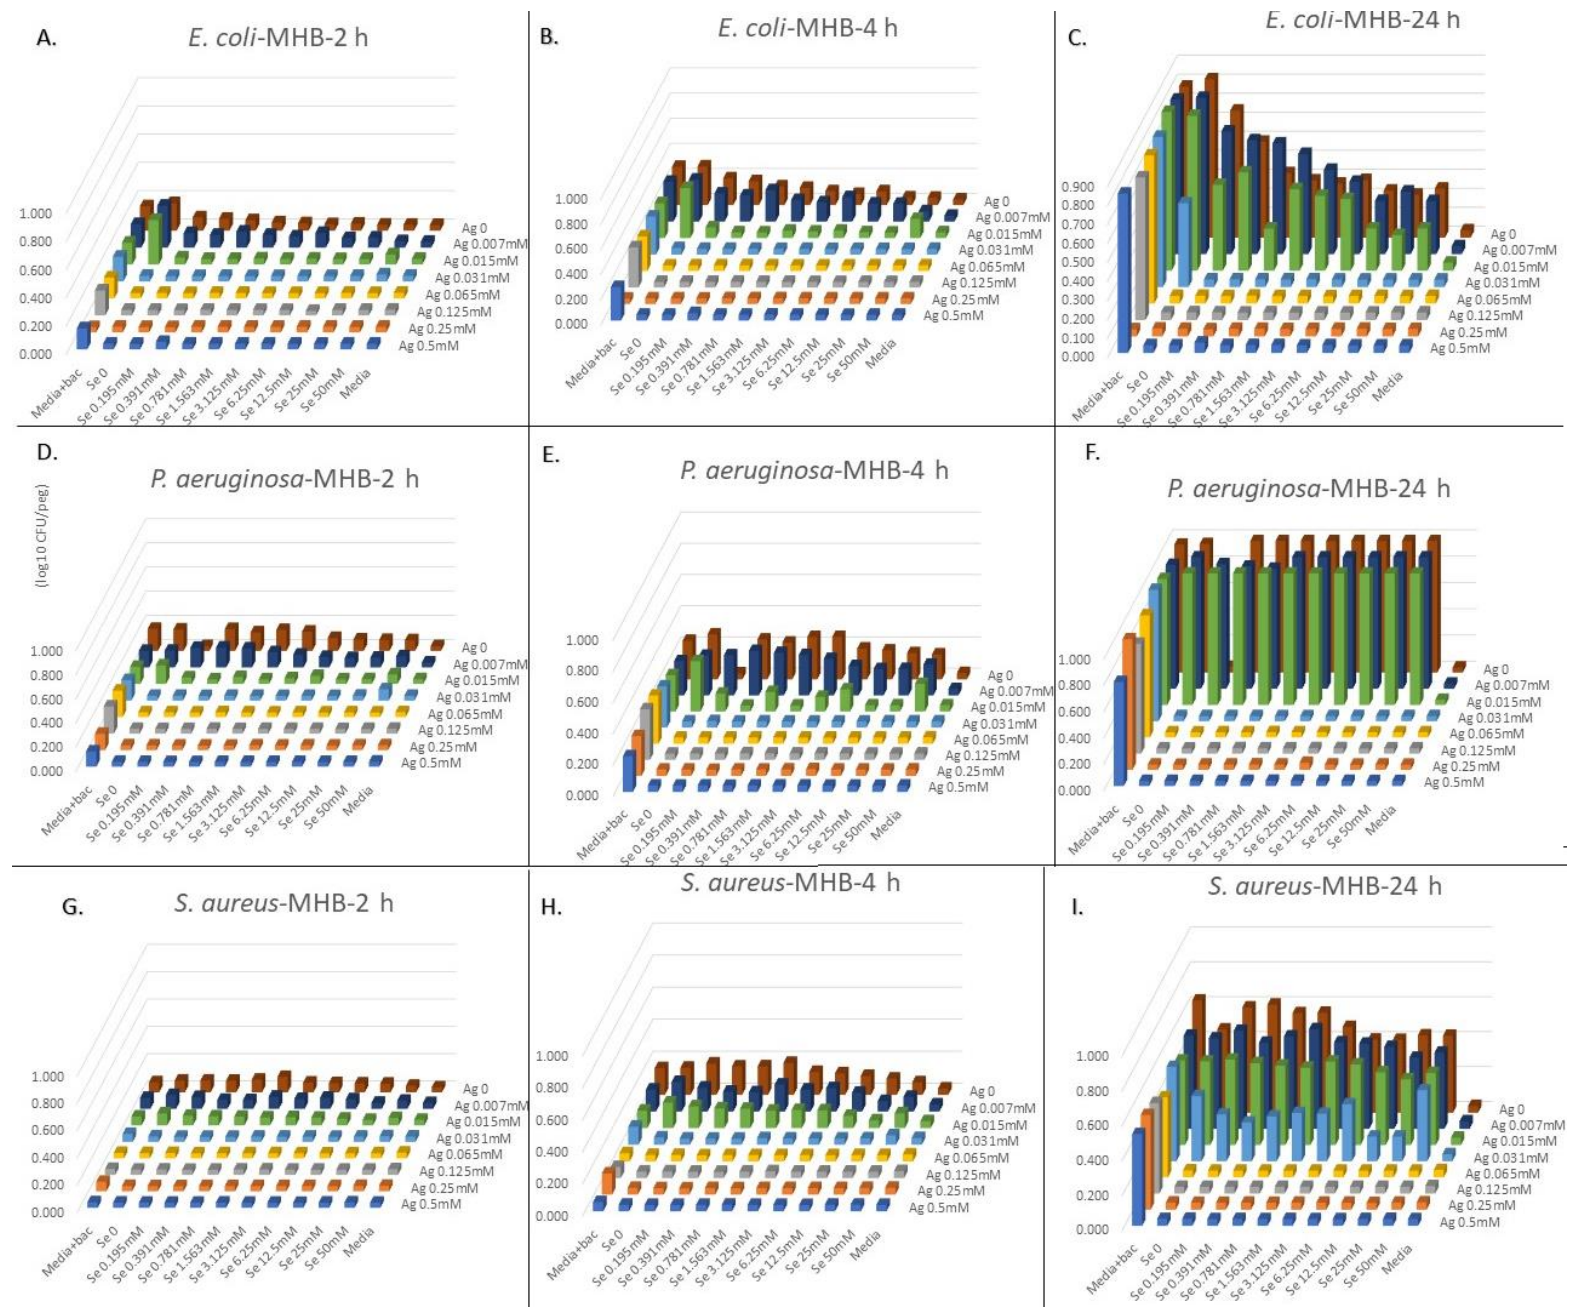 A.
E. coli-MHB-2 h
1.000
0.800
0.600
0.400
0.200
0.000
Ag 0
Ag 0.007mM
Ag 0.015mM
Ag 0.031mM
Ag 0.065mM
Ag 0.125mM
Ag 0.25mM
Ag 0.5mM
Media+bac
Se 0
Se 0.195mM
Se 0.391mM
Se 0.781mM
Se 1.563mM
Se 3.125mM
Se 6.25mM
Se 12.5mM
Se 25mM
Se 50mM
Media
B.
E. coli-MHB-4 h
1.000
0.800
0.600
0.400
0.200
0.000
Ag 0
Ag 0.007mM
Ag 0.015mM
Ag 0.031mM
Ag 0.065mM
Ag 0.125mM
Ag 0.25mM
Ag 0.5mM
Media+bac
Se 0
Se 0.195mM
Se 0.391mM
Se 0.781mM
Se 1.563mM
Se 3.125mM
Se 6.25mM
Se 12.5mM
Se 25mM
Se 50mM
Media
C.
E. coli-MHB-24 h
0.900
0.800
0.700
0.600
0.500
0.400
0.300
0.200
0.100
0.000
Ag 0
Ag 0.007mM
Ag 0.015mM
Ag 0.031mM
Ag 0.065mM
Ag 0.125mM
Ag 0.25mM
Ag 0.5mM
Media+bac
Se 0
Se 0.195mM
Se 0.391mM
Se 0.781mM
Se 1.563mM
Se 3.125mM
Se 6.25mM
Se 12.5mM
Se 25mM
Se 50mM
Media
D.
P. aeruginosa-MHB-2 h
(log10 CFU/peg)
1.000
0.800
0.600
0.400
0.200
0.000
Ag 0
Ag 0.007mM
Ag 0.015mM
Ag 0.031mM
Ag 0.065mM
Ag 0.125mM
Ag 0.25mM
Ag 0.5mM
Media+bac
Se 0
Se 0.195mM
Se 0.391mM
Se 0.781mM
Se 1.563mM
Se 3.125mM
Se 6.25mM
Se 12.5mM
Se 25mM
Se 50mM
Media
E.
P. aeruginosa-MHB-4 h
1.000
0.800
0.600
0.400
0.200
0.000
Ag 0
Ag 0.007mM
Ag 0.015mM
Ag 0.031mM
Ag 0.065mM
Ag 0.125mM
Ag 0.25mM
Ag 0.5mM
Media+bac
Se 0
Se 0.195mM
Se 0.391mM
Se 0.781mM
Se 1.563mM
Se 3.125mM
Se 6.25mM
Se 12.5mM
Se 25mM
Se 50mM
Media
F.
P. aeruginosa-MHB-24 h
1.000
0.800
0.600
0.400
0.200
0.000
Ag 0
Ag 0.007mM
Ag 0.015mM
Ag 0.031mM
Ag 0.065mM
Ag 0.125mM
Ag 0.25mM
Ag 0.5mM
Media+bac
Se 0
Se 0.195mM
Se 0.391mM
Se 0.781mM
Se 1.563mM
Se 3.125mM
Se 6.25mM
Se 12.5mM
Se 25mM
Se 50mM
Media
G.
S. aureus-MHB-2 h
1.000
0.800
0.600
0.400
0.200
0.000
Ag 0
Ag 0.007mM
Ag 0.015mM
Ag 0.031mM
Ag 0.065mM
Ag 0.125mM
Ag 0.25mM
Ag 0.5mM
Media+bac
Se 0
Se 0.195mM
Se 0.391mM
Se 0.781mM
Se 1.563mM
Se 3.125mM
Se 6.25mM
Se 12.5mM
Se 25mM
Se 50mM
Media
H.
S. aureus-MHB-4 h
1.000
0.800
0.600
0.400
0.200
0.000
Ag 0
Ag 0.007mM
Ag 0.015mM
Ag 0.031mM
Ag 0.065mM
Ag 0.125mM
Ag 0.25mM
Ag 0.5mM
Media+bac
Se 0
Se 0.195mM
Se 0.391mM
Se 0.781mM
Se 1.563mM
Se 3.125mM
Se 6.25mM
Se 12.5mM
Se 25mM
Se 50mM
Media
I.
S. aureus-MHB-24 h
1.000
0.800
0.600
0.400
0.200
0.000
Ag 0
Ag 0.007mM
Ag 0.015mM
Ag 0.031mM
Ag 0.065mM
Ag 0.125mM
Ag 0.25mM
Ag 0.5mM
Media+bac
Se 0
Se 0.195mM
Se 0.391mM
Se 0.781mM
Se 1.563mM
Se 3.125mM
Se 6.25mM
Se 12.5mM
Se 25mM
Se 50mM
Media